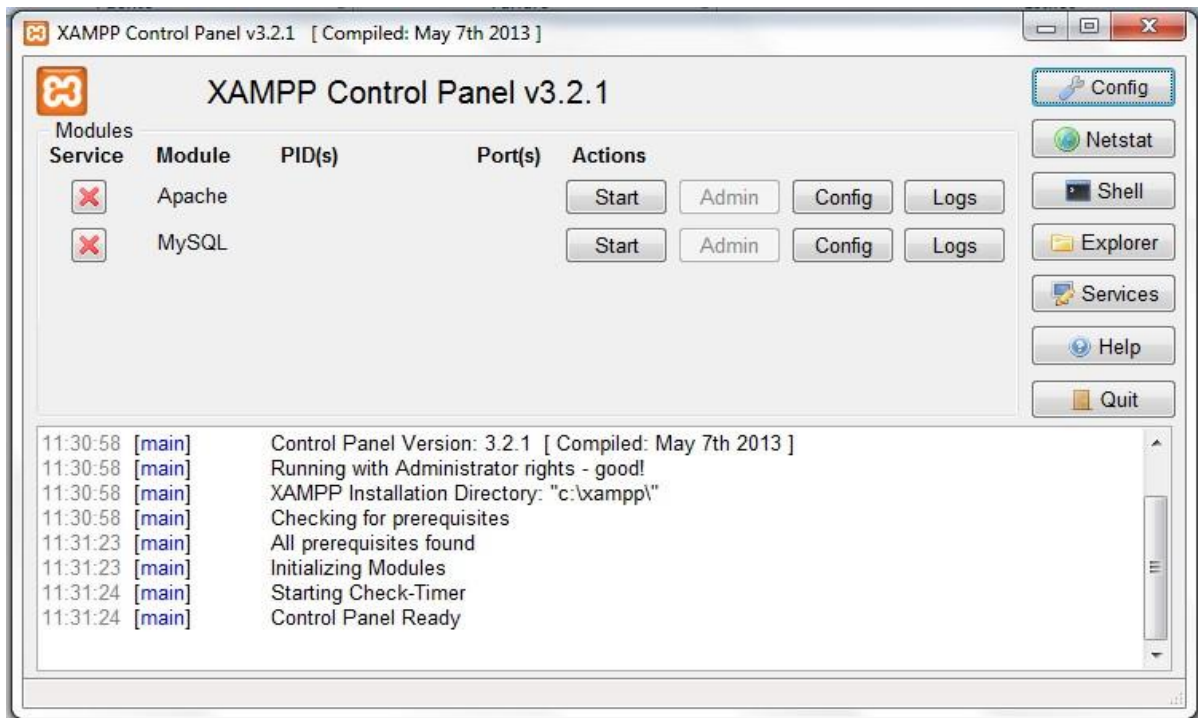 XAMPP Control Panel v3.2.1 [ Compiled: May 7th 2013 ]
XAMPP Control Panel v3.2.1
Config
Modules
Service Module PID(s) Port(s) Actions
Netstat
Apache Start Admin Config Logs
Shell
MySQL Start Admin Config Logs
Explorer
Services
Help
Quit
11:30:58 [main] Control Panel Version: 3.2.1 [ Compiled: May 7th 2013 ]
11:30:58 [main] Running with Administrator rights - good!
11:30:58 [main] XAMPP Installation Directory: "c:\xampp\"
11:30:58 [main] Checking for prerequisites
11:31:23 [main] All prerequisites found
11:31:23 [main] Initializing Modules
11:31:24 [main] Starting Check-Timer
11:31:24 [main] Control Panel Ready